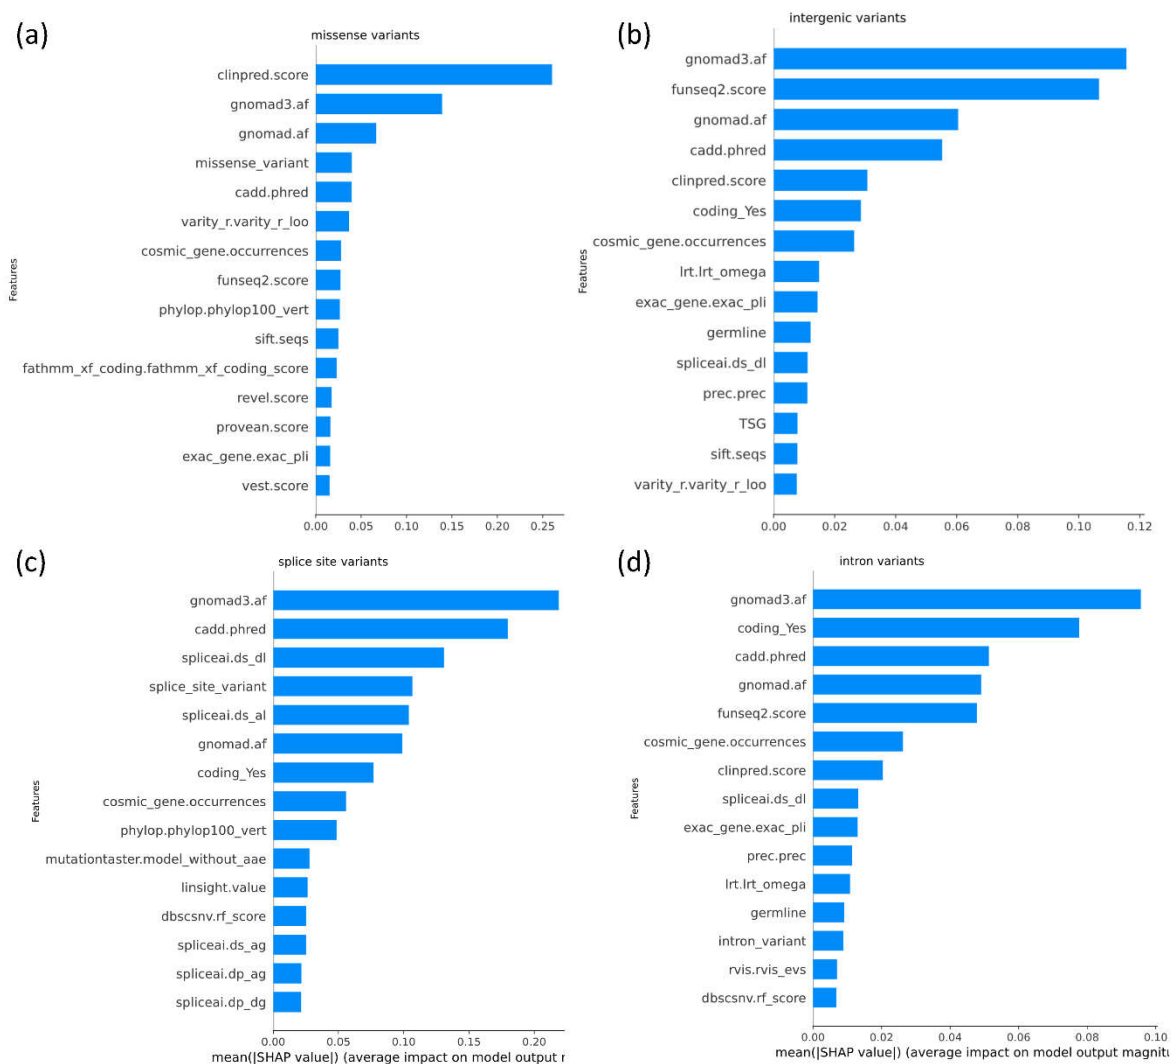 (a)
missense variants
clinpred.score
gnomad3.af
gnomad.af
missense_variant
cadd.phred
varity_r.varity_r_loo
cosmic_gene.occurrences
funseq2.score
phylop.phylop100_vert
sift.seqs
fathmm_xf_coding.fathmm_xf_coding_score
revel.score
provean.score
exac_gene.exac_pli
vest.score
Features
0.00 0.05 0.10 0.15 0.20 0.25
(b)
intergenic variants
gnomad3.af
funseq2.score
gnomad.af
cadd.phred
clinpred.score
coding_Yes
cosmic_gene.occurrences
lrt.lrt_omega
exac_gene.exac_pli
germline
spliceai.ds_dl
prec.prec
TSG
sift.seqs
varity_r.varity_r_loo
Features
0.00 0.02 0.04 0.06 0.08 0.10 0.12
(c)
splice site variants
gnomad3.af
cadd.phred
spliceai.ds_dl
splice_site_variant
spliceai.ds_al
gnomad.af
coding_Yes
cosmic_gene.occurrences
phylop.phylop100_vert
mutationtaster.model_without_aae
linsight.value
dbscsnv.rf_score
spliceai.ds_ag
spliceai.dp_ag
spliceai.dp_dg
Features
0.00 0.05 0.10 0.15 0.20
mean(|SHAP value|) (average impact on model output r
(d)
intron variants
gnomad3.af
coding_Yes
cadd.phred
gnomad.af
funseq2.score
cosmic_gene.occurrences
clinpred.score
spliceai.ds_dl
exac_gene.exac_pli
prec.prec
lrt.lrt_omega
germline
intron_variant
rvis.rvis_evs
dbscsnv.rf_score
Features
0.00 0.02 0.04 0.06 0.08 0.10
mean(|SHAP value|) (average impact on model output magnitu